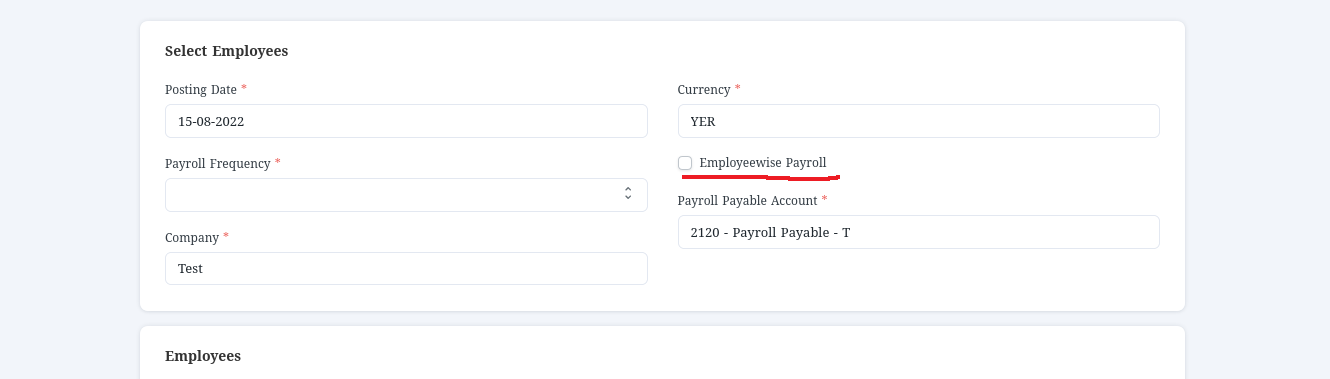 Select Employees
Posting Date *
15-08-2022
Payroll Frequency *
Company *
Test
Currency *
YER
Employeewise Payroll
Payroll Payable Account *
2120 - Payroll Payable - T
Employees